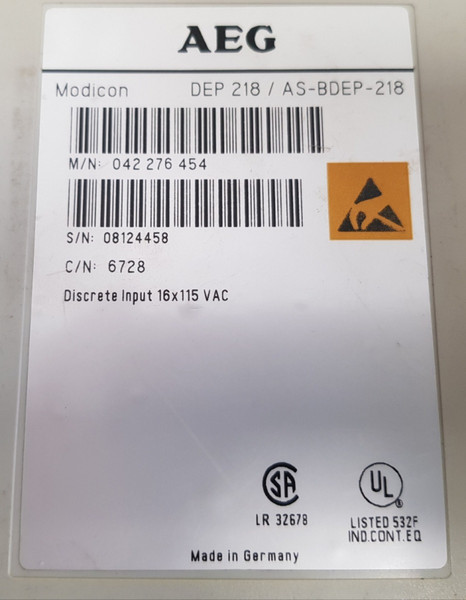 AEG
Modicon DEP 218 / AS-BDEP-218
M/N: 042 276 454
S/N: 08124458
C/N: 6728
Discrete Input 16x115 VAC
SA UL
LR 32678 LISTED 532F
IND.CONT.EQ
Made in Germany